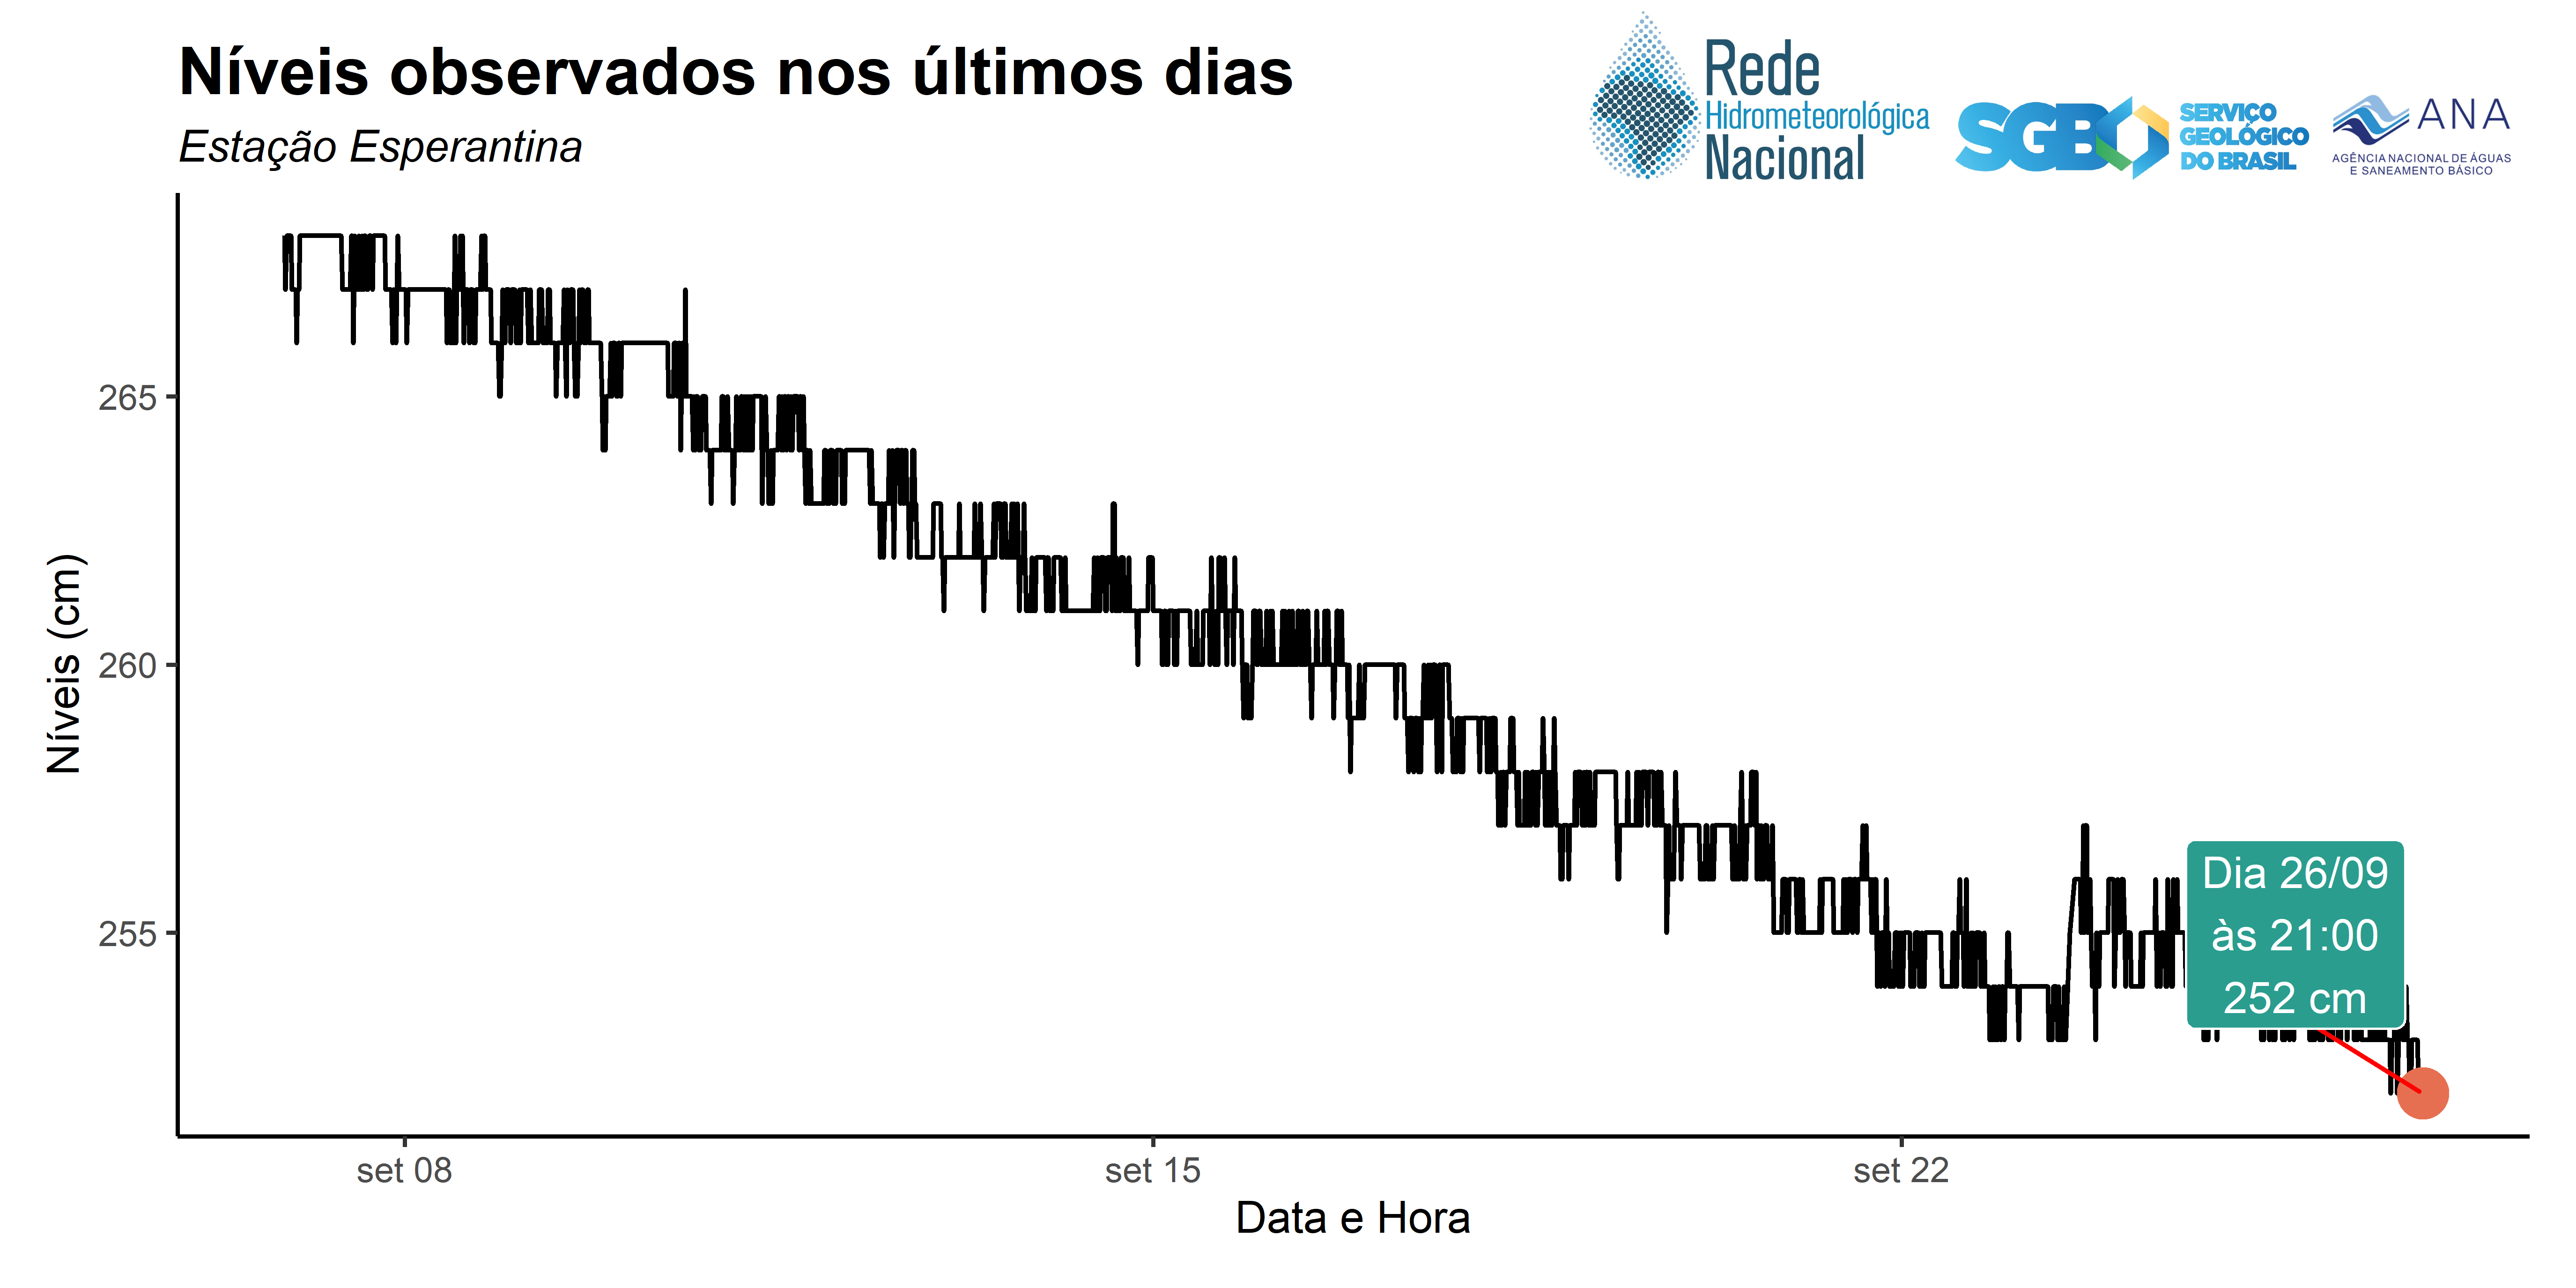 Níveis observados nos últimos dias
Estação Esperantina
Rede
Hidrometeorológica
Nacional
SGB
SERVIÇO
GEOLÓGICO
DO BRASIL
ANA
AGÊNCIA NACIONAL DE ÁGUAS
E SANEAMENTO BÁSICO
Níveis (cm)
265
260
255
Dia 26/09
às 21:00
252 cm
set 08
set 15
set 22
Data e Hora